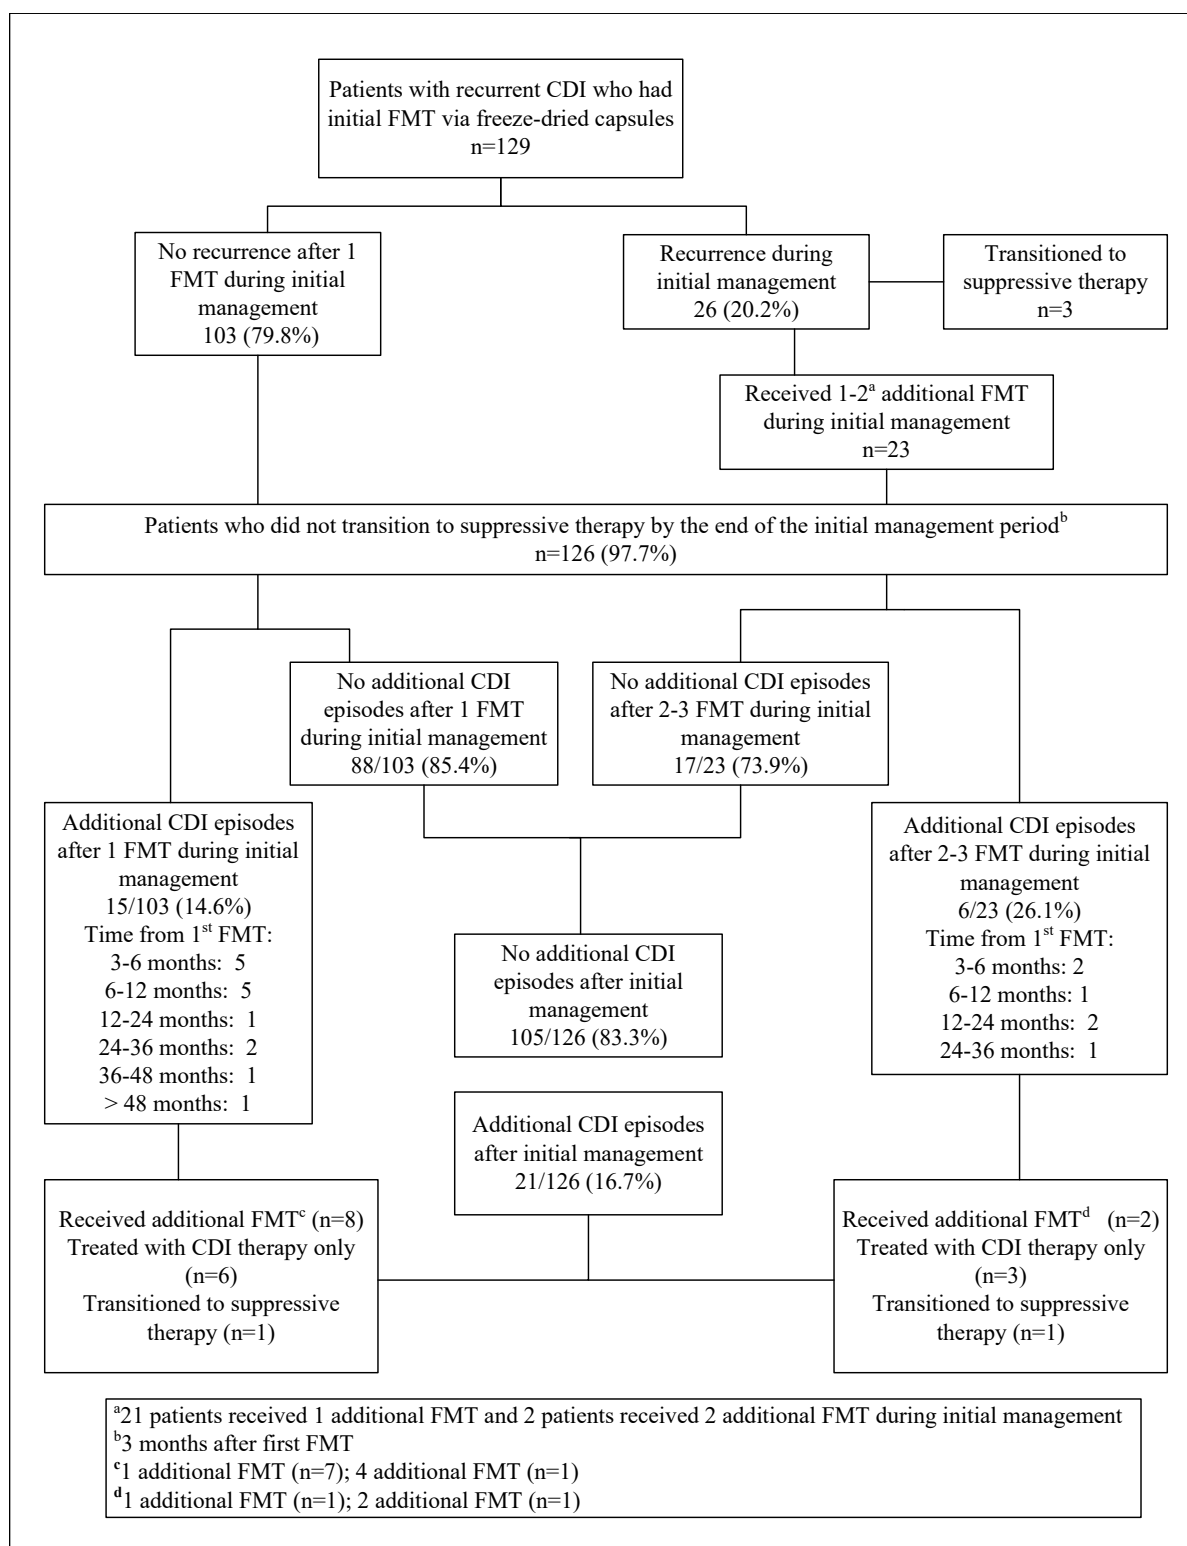 Patients with recurrent CDI who had
initial FMT via freeze-dried capsules
n=129
No recurrence after 1
FMT during initial
management
103 (79.8%)
Recurrence during
initial management
26 (20.2%)
Transitioned to
suppressive therapy
n=3
Received 1-2ᵃ additional FMT
during initial management
n=23
Patients who did not transition to suppressive therapy by the end of the initial management periodᵇ
n=126 (97.7%)
No additional CDI
episodes after 1 FMT
during initial management
88/103 (85.4%)
No additional CDI episodes
after 2-3 FMT during initial
management
17/23 (73.9%)
Additional CDI episodes
after 1 FMT during initial
management
15/103 (14.6%)
Time from 1ˢᵗ FMT:
3-6 months: 5
6-12 months: 5
12-24 months: 1
24-36 months: 2
36-48 months: 1
> 48 months: 1
Additional CDI episodes
after 2-3 FMT during initial
management
6/23 (26.1%)
Time from 1ˢᵗ FMT:
3-6 months: 2
6-12 months: 1
12-24 months: 2
24-36 months: 1
No additional CDI
episodes after initial
management
105/126 (83.3%)
Additional CDI episodes
after initial management
21/126 (16.7%)
Received additional FMTᶜ (n=8)
Treated with CDI therapy only
(n=6)
Transitioned to suppressive
therapy (n=1)
Received additional FMTᵈ (n=2)
Treated with CDI therapy only
(n=3)
Transitioned to suppressive
therapy (n=1)
ᵃ21 patients received 1 additional FMT and 2 patients received 2 additional FMT during initial management
ᵇ3 months after first FMT
ᶜ1 additional FMT (n=7); 4 additional FMT (n=1)
ᵈ1 additional FMT (n=1); 2 additional FMT (n=1)